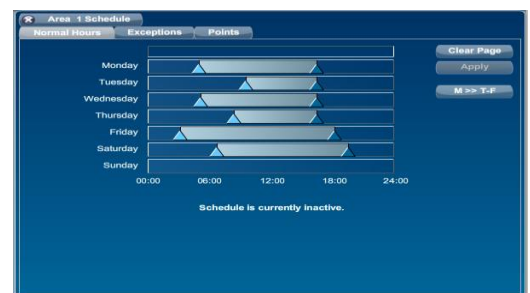 Area 1 Schedule
Normal Hours Exceptions Points
Clear Page
Apply
M >> T-F
Monday
Tuesday
Wednesday
Thursday
Friday
Saturday
Sunday
00:00 06:00 12:00 18:00 24:00
Schedule is currently inactive.